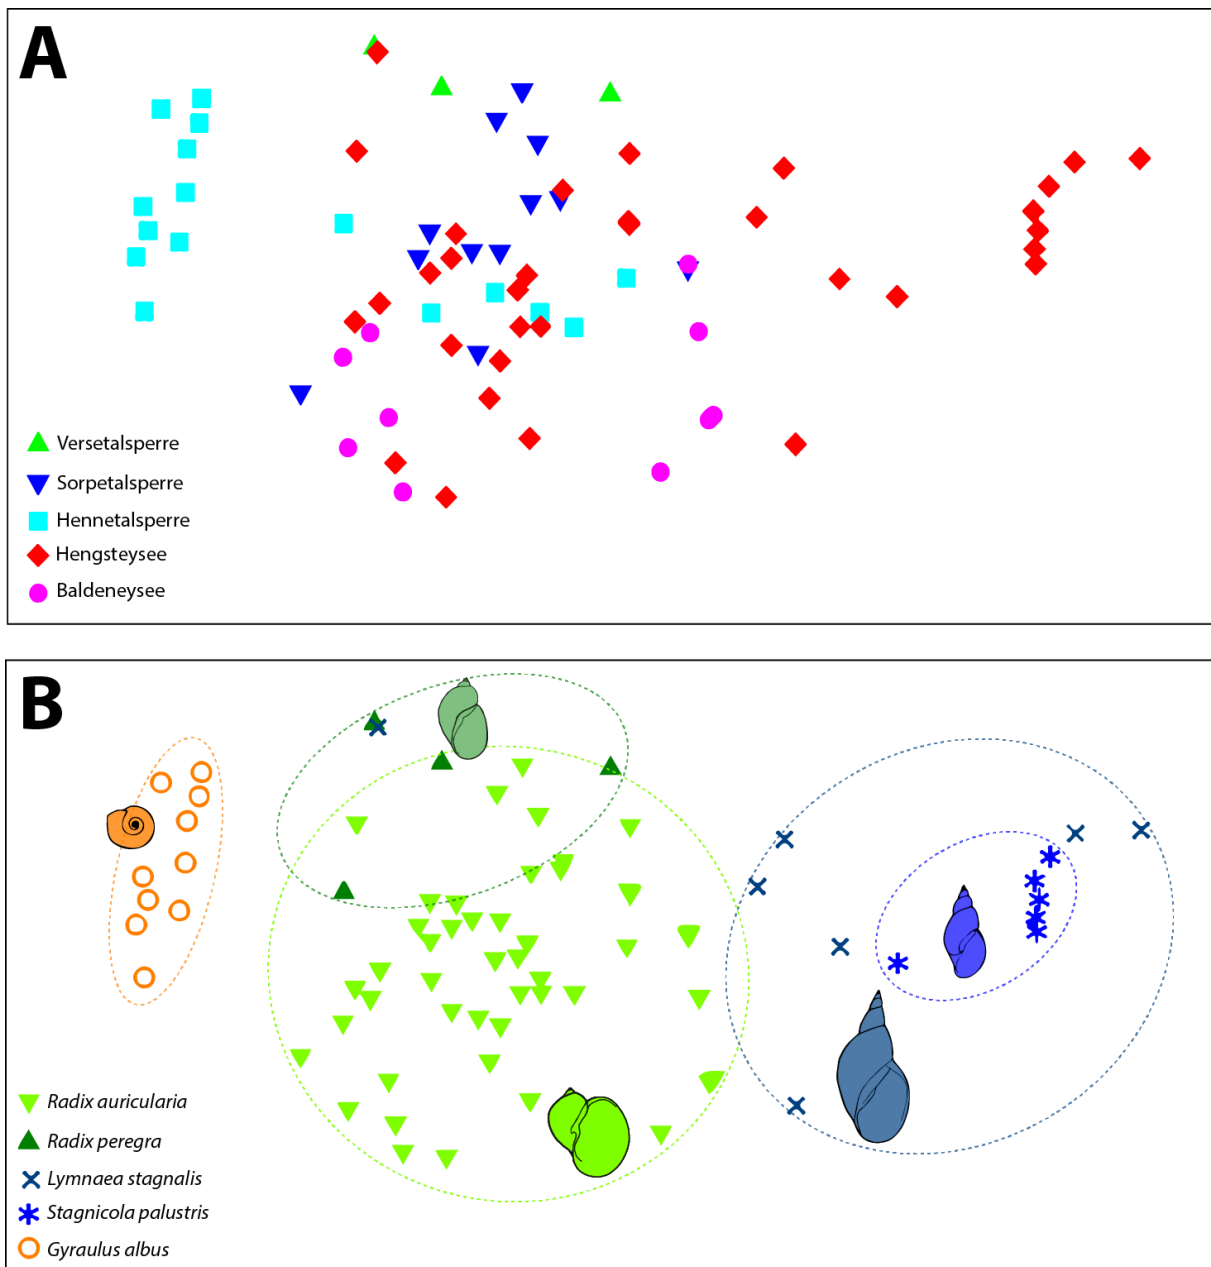 A
Versetalsperre
Sorpetalsperre
Hennetalsperre
Hengsteysee
Baldeneysee
B
Radix auricularia
Radix peregra
Lymnaea stagnalis
Stagnicola palustris
Gyraulus albus